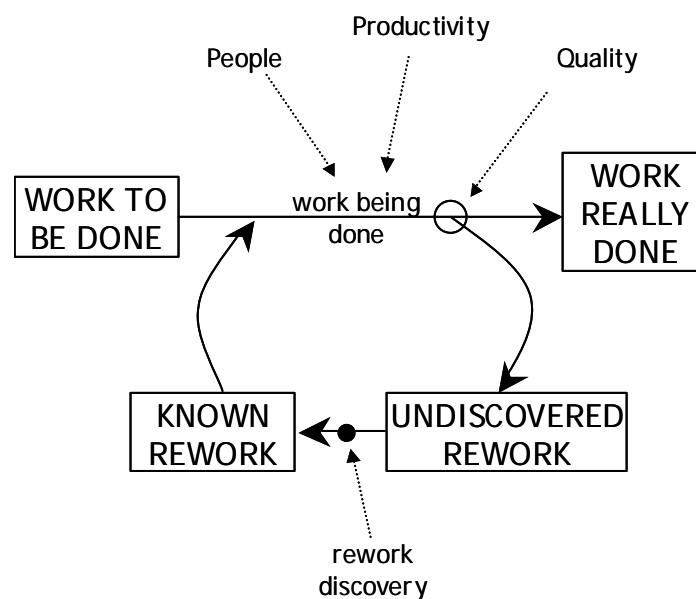 Productivity
People
Quality
WORK TO
BE DONE
work being
done
WORK
REALLY
DONE
KNOWN
REWORK
UNDISCOVERED
REWORK
rework
discovery